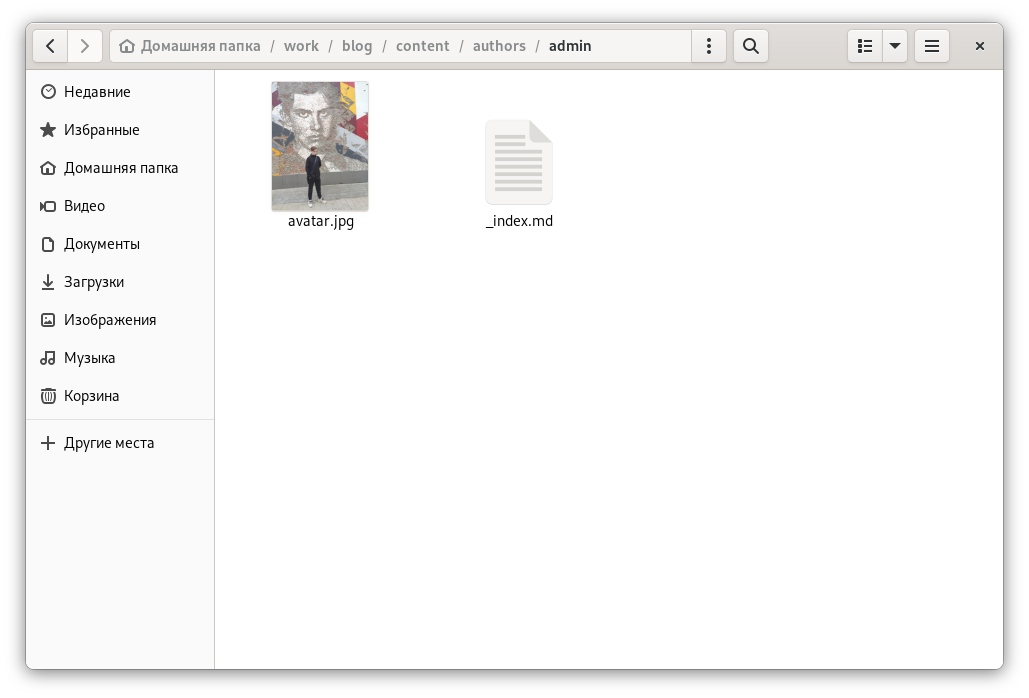 Домашняя папка / work / blog / content / authors / admin
Недавние
Избранные
Домашняя папка
Видео
Документы
Загрузки
Изображения
Музыка
Корзина
Другие места
avatar.jpg
_index.md